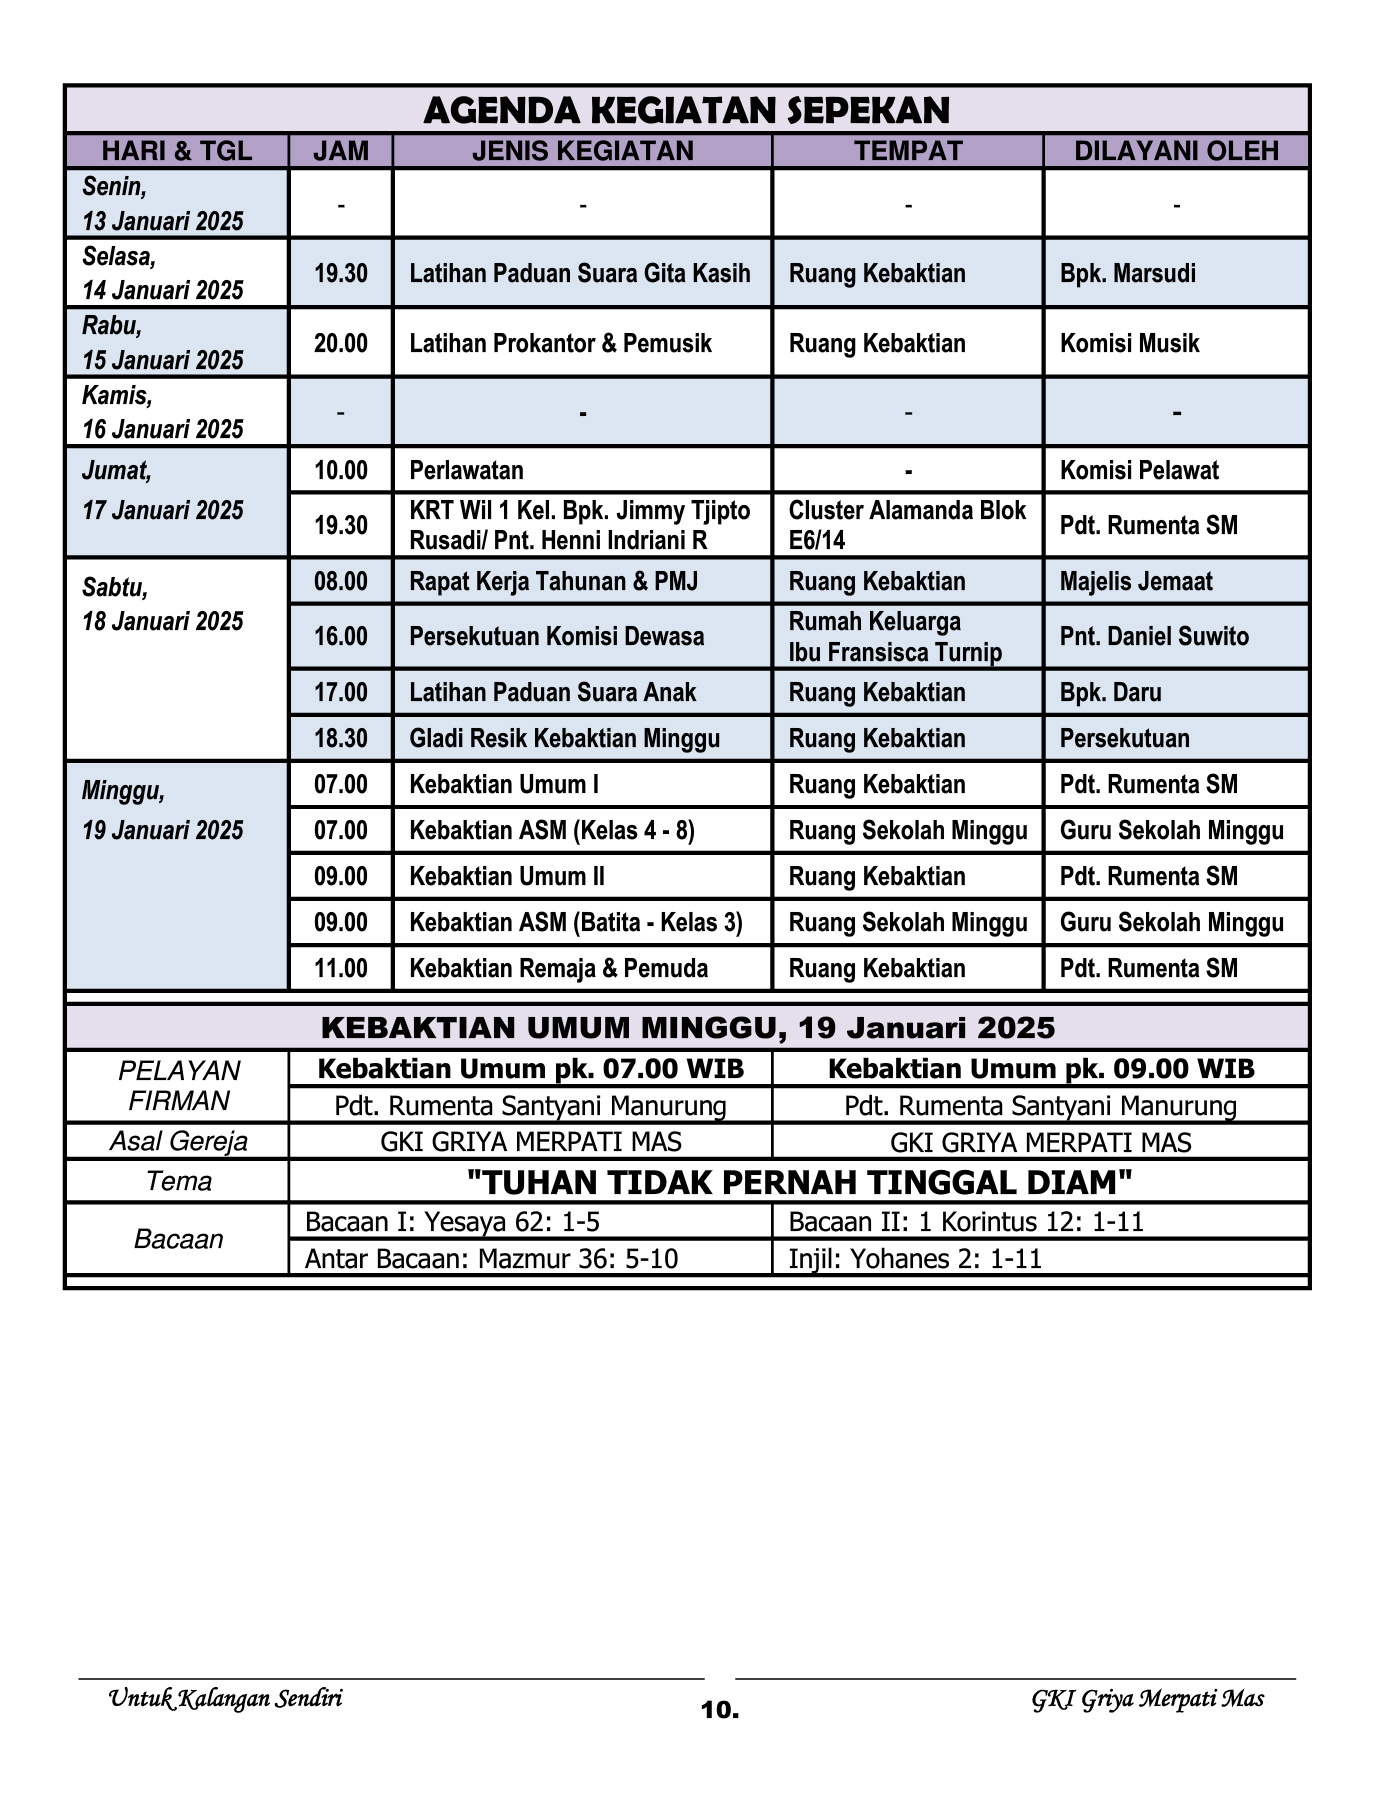 AGENDA KEGIATAN SEPEKAN
HARI & TGL JAM JENIS KEGIATAN TEMPAT DILAYANI OLEH
Senin,
13 Januari 2025 - - - -
Selasa,
14 Januari 2025 19.30 Latihan Paduan Suara Gita Kasih Ruang Kebaktian Bpk. Marsudi
Rabu,
15 Januari 2025 20.00 Latihan Prokantor & Pemusik Ruang Kebaktian Komisi Musik
Kamis,
16 Januari 2025 - - - -
Jumat, 10.00 Perlawatan - Komisi Pelawat
17 Januari 2025 19.30 KRT Wil 1 Kel. Bpk. Jimmy Tjipto Cluster Alamanda Blok Pdt. Rumenta SM
Rusadi/ Pnt. Henni Indriani R E6/14
Sabtu, 08.00 Rapat Kerja Tahunan & PMJ Ruang Kebaktian Majelis Jemaat
18 Januari 2025 16.00 Persekutuan Komisi Dewasa Rumah Keluarga Pnt. Daniel Suwito
Ibu Fransisca Turnip
17.00 Latihan Paduan Suara Anak Ruang Kebaktian Bpk. Daru
18.30 Gladi Resik Kebaktian Minggu Ruang Kebaktian Persekutuan
Minggu, 07.00 Kebaktian Umum I Ruang Kebaktian Pdt. Rumenta SM
19 Januari 2025 07.00 Kebaktian ASM (Kelas 4 - 8) Ruang Sekolah Minggu Guru Sekolah Minggu
09.00 Kebaktian Umum II Ruang Kebaktian Pdt. Rumenta SM
09.00 Kebaktian ASM (Batita - Kelas 3) Ruang Sekolah Minggu Guru Sekolah Minggu
11.00 Kebaktian Remaja & Pemuda Ruang Kebaktian Pdt. Rumenta SM
KEBAKTIAN UMUM MINGGU, 19 Januari 2025
PELAYAN Kebaktian Umum pk. 07.00 WIB Kebaktian Umum pk. 09.00 WIB
FIRMAN Pdt. Rumenta Santyani Manurung Pdt. Rumenta Santyani Manurung
Asal Gereja GKI GRIYA MERPATI MAS GKI GRIYA MERPATI MAS
Tema "TUHAN TIDAK PERNAH TINGGAL DIAM"
Bacaan Bacaan I: Yesaya 62: 1-5 Bacaan II: 1 Korintus 12: 1-11
Antar Bacaan: Mazmur 36: 5-10 Injil: Yohanes 2: 1-11
Untuk Kalangan Sendiri 10. GKI Griya Merpati Mas